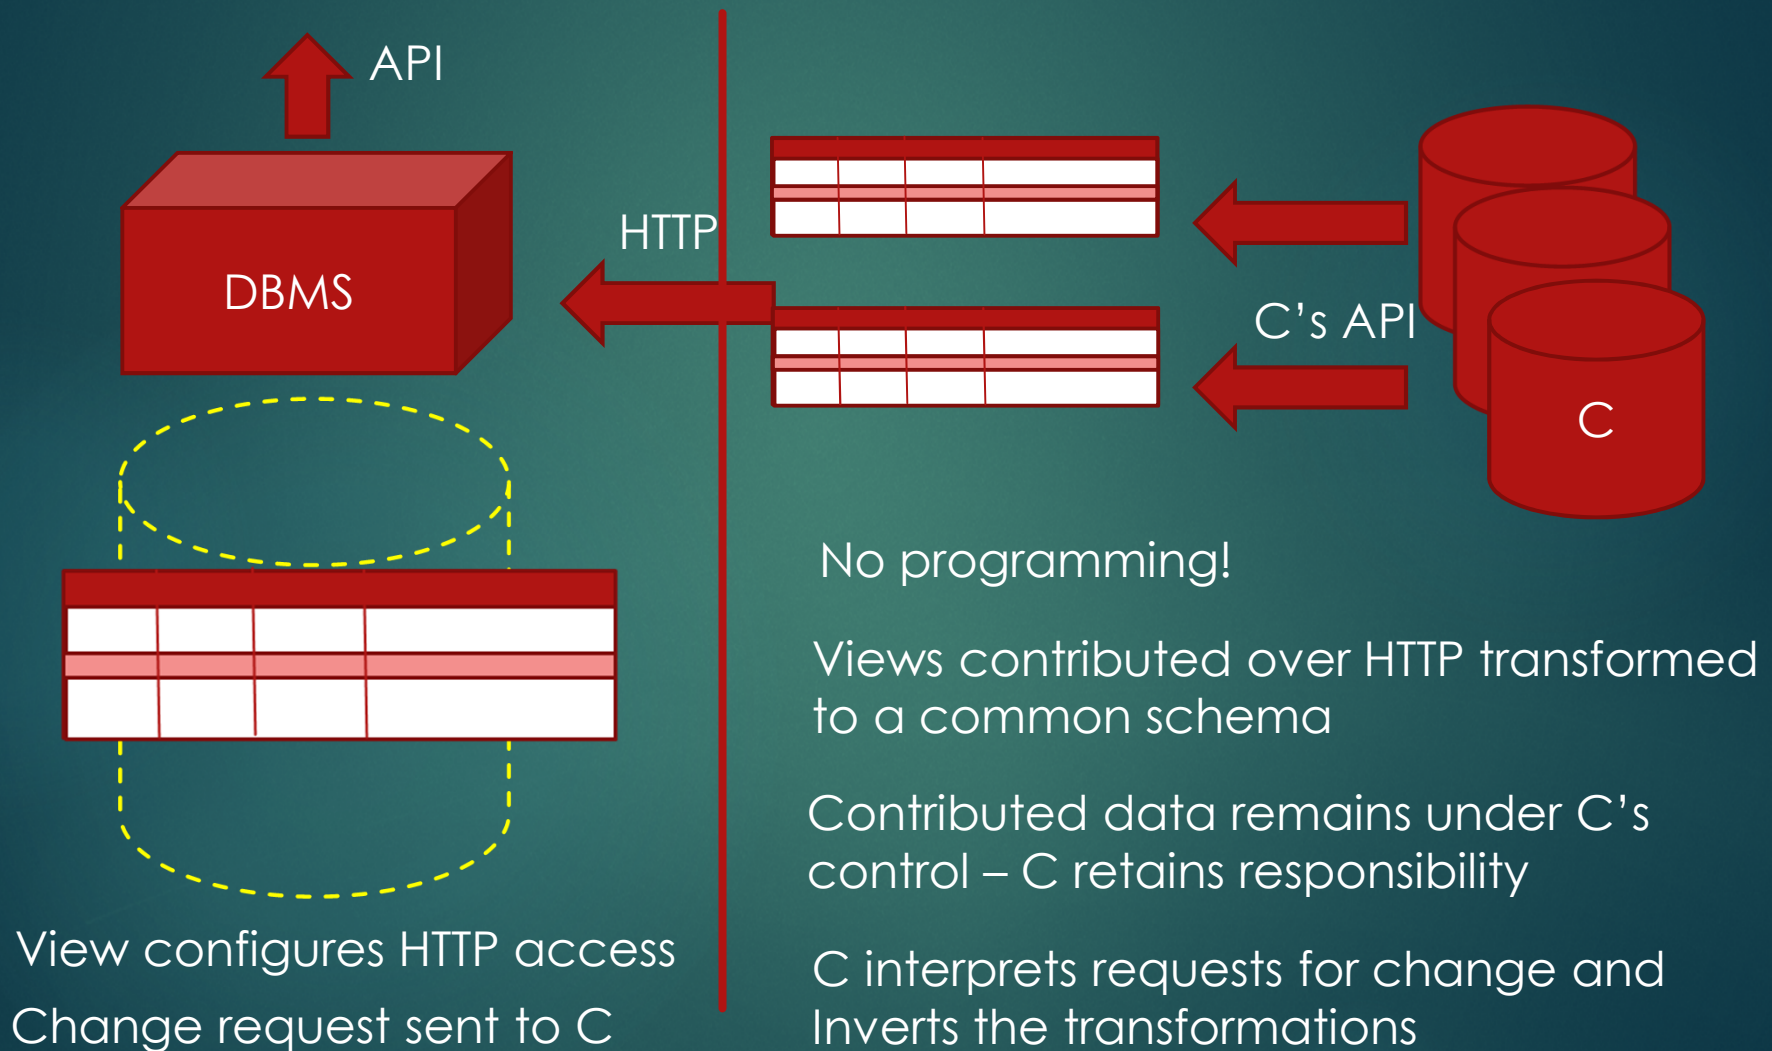 API
HTTP
DBMS
C's API
C
No programming!
Views contributed over HTTP transformed
to a common schema
Contributed data remains under C's
control – C retains responsibility
View configures HTTP access
Change request sent to C
C interprets requests for change and
Inverts the transformations